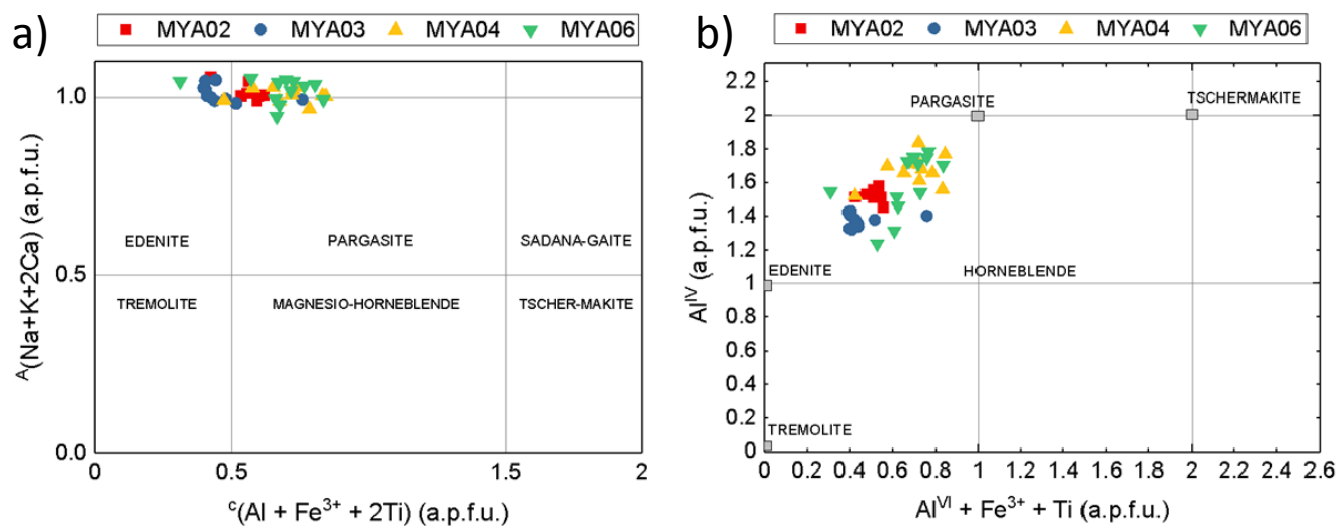 a)
MYA02 MYA03 MYA04 MYA06
1.0
0.5
0.0
EDENITE PARGASITE SADANA-GAITE
TREMOLITE MAGNESIO-HORNEBLENDE TSCHER-MAKITE
0 0.5 1.5 2
ᴬ(Na+K+2Ca) (a.p.f.u.)
ᶜ(Al + Fe³⁺ + 2Ti) (a.p.f.u.)
b)
MYA02 MYA03 MYA04 MYA06
2.2
2
1.8
1.6
1.4
1.2
1
0.8
0.6
0.4
0.2
0
PARGASITE TSCHERMAKITE
EDENITE HORNEBLENDE
TREMOLITE
0 0.2 0.4 0.6 0.8 1 1.2 1.4 1.6 1.8 2 2.2 2.4 2.6
Alᴵⱽ (a.p.f.u.)
Alⱽᴵ + Fe³⁺ + Ti (a.p.f.u.)